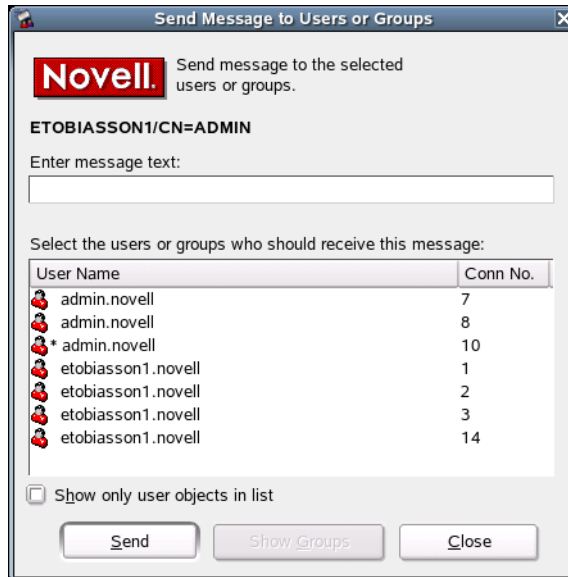 Send Message to Users or Groups
Novell.
Send message to the selected
users or groups.
ETOBIASSON1/CN=ADMIN
Enter message text:
Select the users or groups who should receive this message:
User Name Conn No.
admin.novell 7
admin.novell 8
* admin.novell 10
etobiasson1.novell 1
etobiasson1.novell 2
etobiasson1.novell 3
etobiasson1.novell 14
Show only user objects in list
Send Show Groups Close